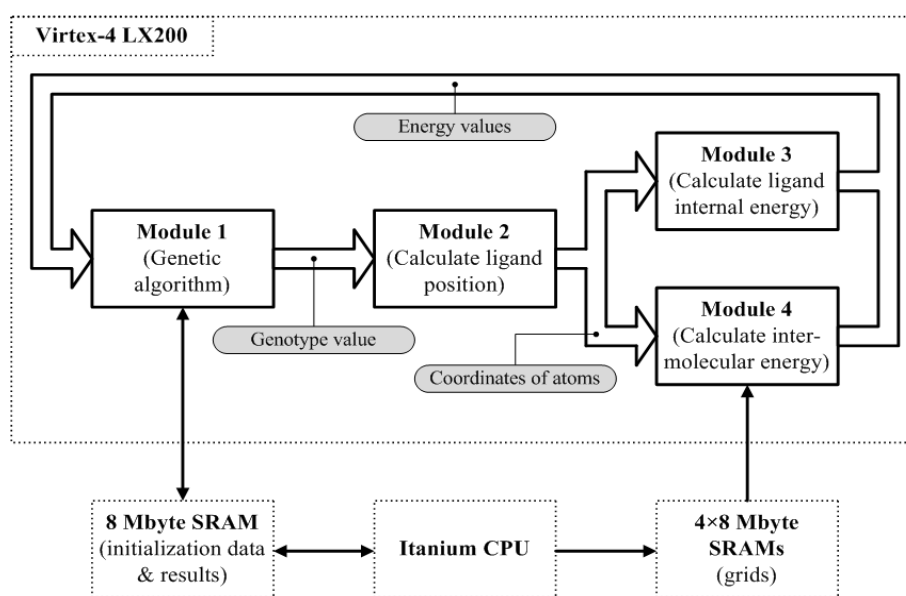 Virtex-4 LX200
Energy values
Module 3
(Calculate ligand
internal energy)
Module 1
(Genetic
algorithm)
Module 2
(Calculate ligand
position)
Module 4
(Calculate inter-
molecular energy)
Genotype value
Coordinates of atoms
8 Mbyte SRAM
(initialization data
& results)
Itanium CPU
4×8 Mbyte
SRAMs
(grids)